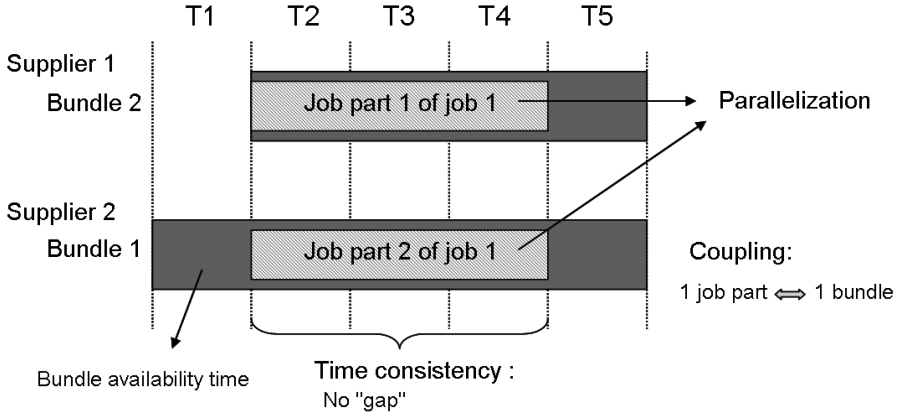 T1 T2 T3 T4 T5
Supplier 1
Bundle 2
Job part 1 of job 1
Parallelization
Supplier 2
Bundle 1
Job part 2 of job 1
Coupling:
1 job part 1 bundle
Bundle availability time
Time consistency :
No "gap"